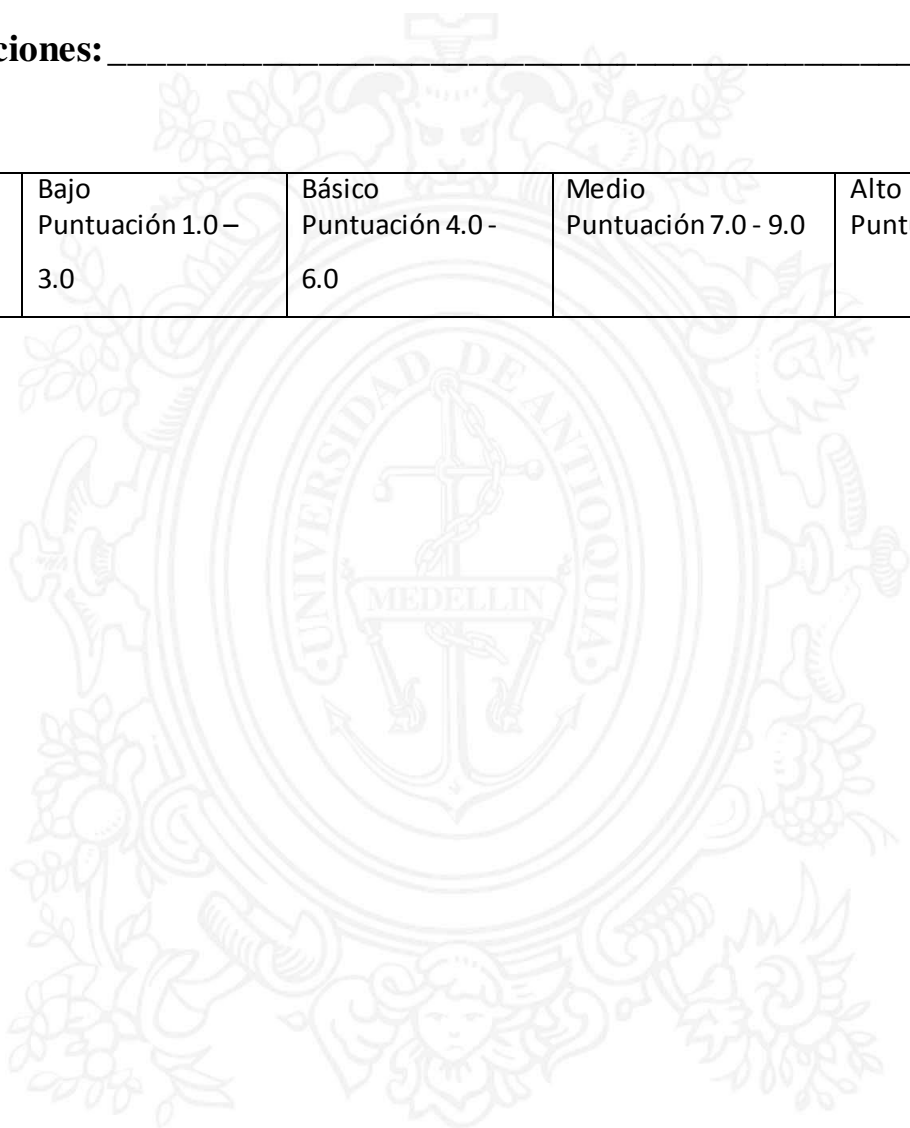 ciones:
Bajo
Puntuación 1.0 –
3.0
Básico
Puntuación 4.0 -
6.0
Medio
Puntuación 7.0 - 9.0
Alto
Punt
UNIVERSIDAD DE ANTIOQUIA
MEDELLIN